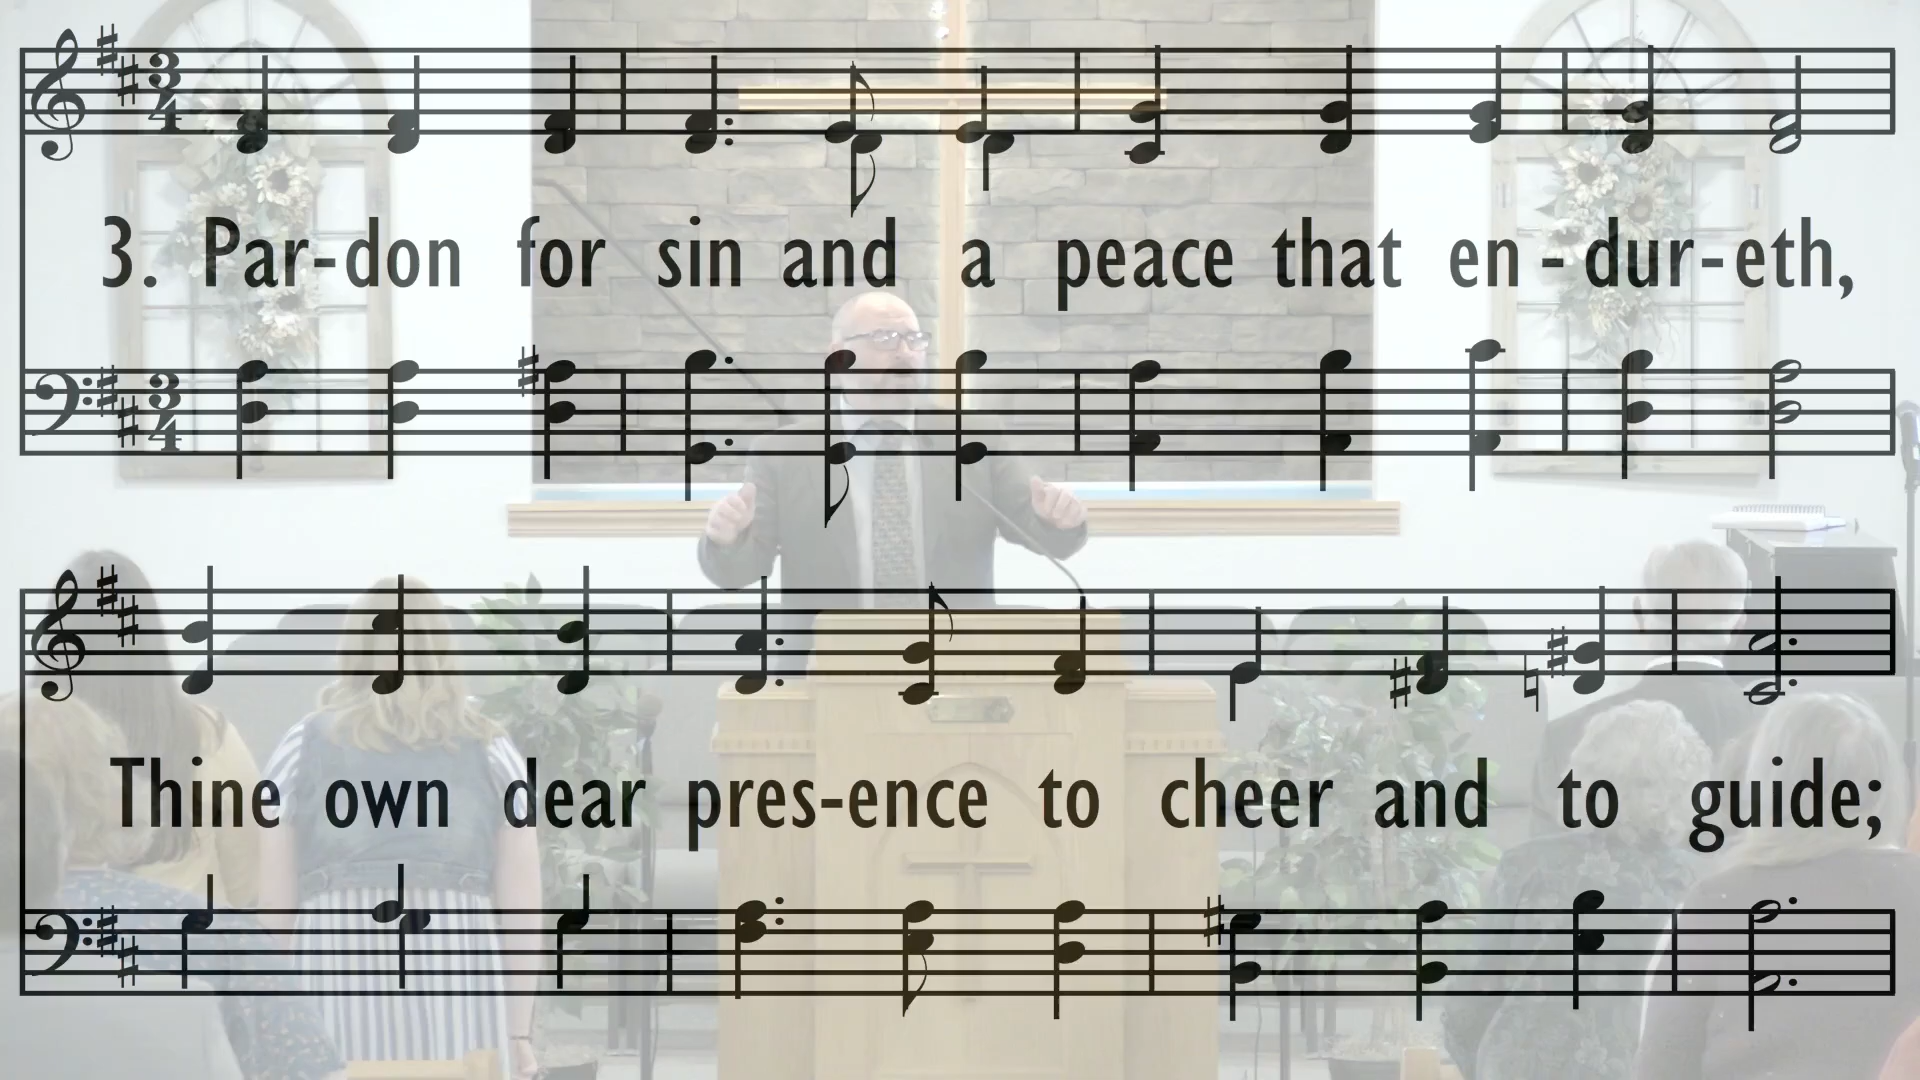 3. Par-don for sin and a peace that en-dur-eth,
Thine own dear pres-ence to cheer and to guide;